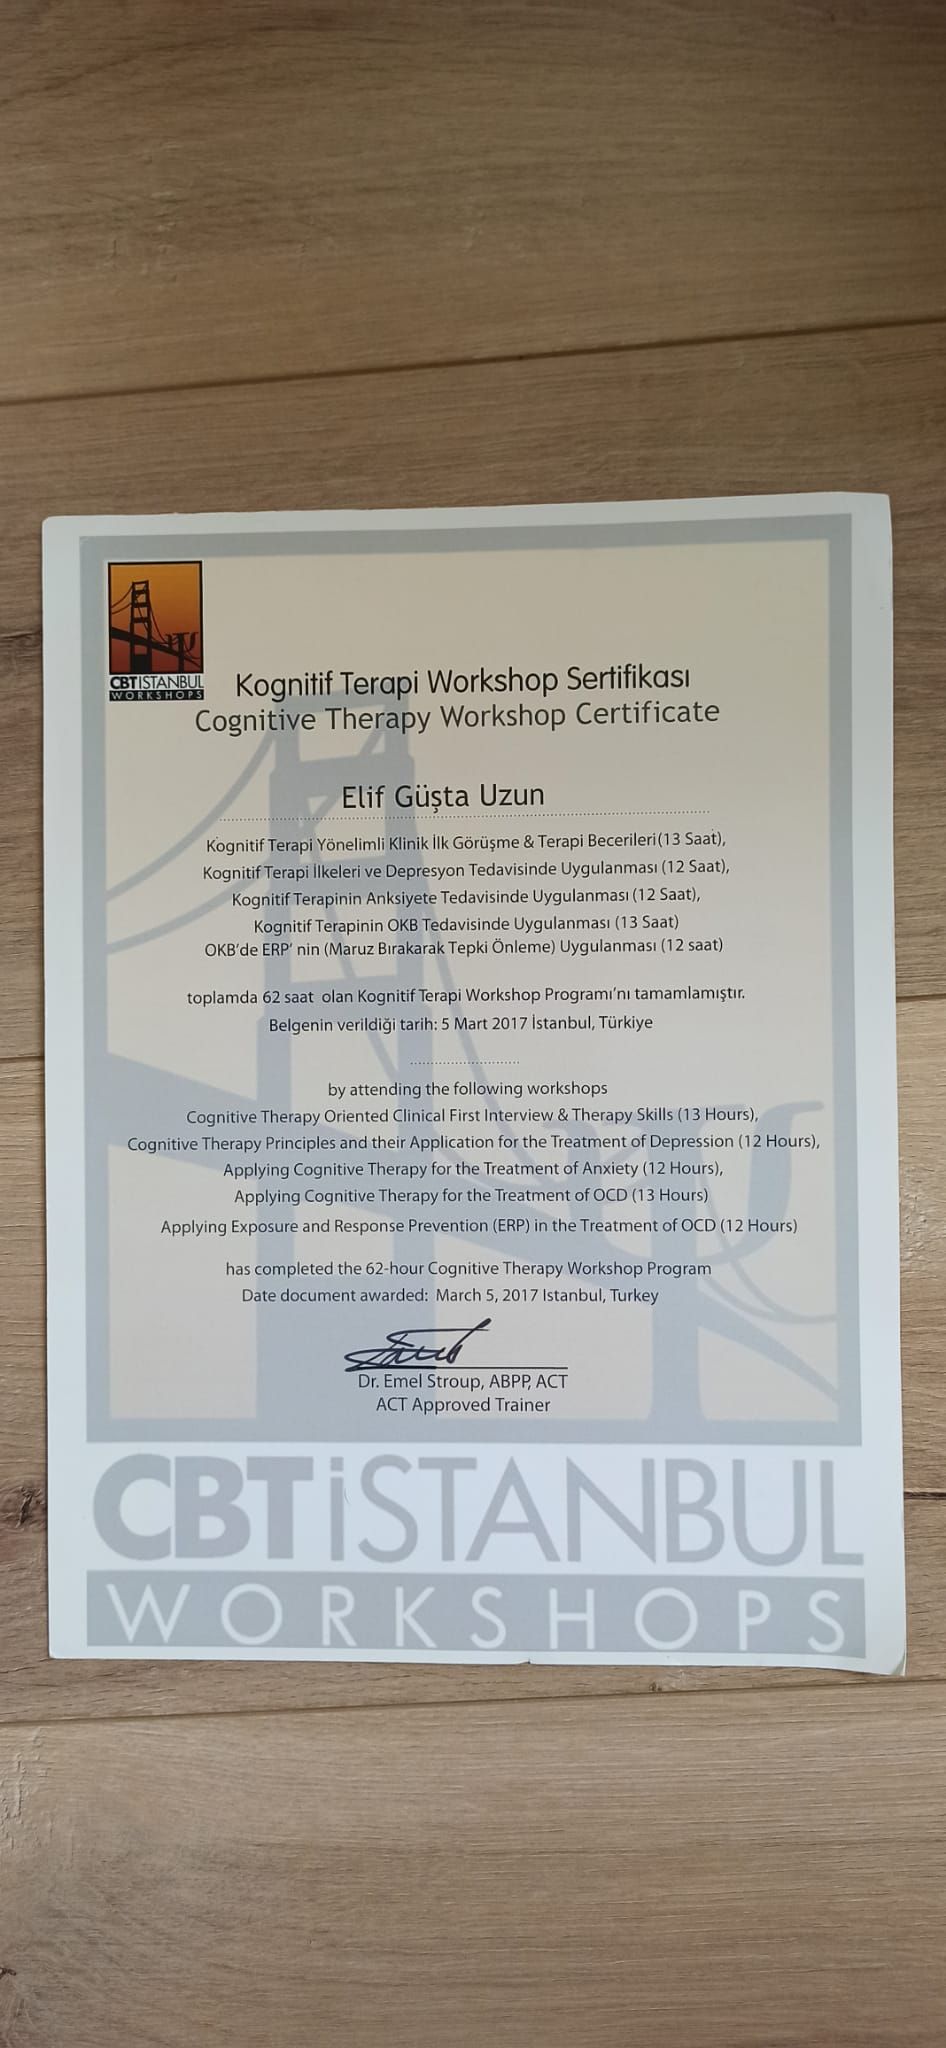 CBTISTANBUL
WORKSHOPS
Kognitif Terapi Workshop Sertifikası
Cognitive Therapy Workshop Certificate
Elif Güşta Uzun
Kognitif Terapi Yönelimli Klinik İlk Görüşme & Terapi Becerileri(13 Saat),
Kognitif Terapi İlkeleri ve Depresyon Tedavisinde Uygulanması (12 Saat),
Kognitif Terapinin Anksiyete Tedavisinde Uygulanması (12 Saat),
Kognitif Terapinin OKB Tedavisinde Uygulanması (13 Saat)
OKB'de ERP' nin (Maruz Bırakarak Tepki Önleme) Uygulanması (12 saat)
toplamda 62 saat olan Kognitif Terapi Workshop Programı'nı tamamlamıştır.
Belgenin verildiği tarih: 5 Mart 2017 İstanbul, Türkiye
by attending the following workshops
Cognitive Therapy Oriented Clinical First Interview & Therapy Skills (13 Hours),
Cognitive Therapy Principles and their Application for the Treatment of Depression (12 Hours),
Applying Cognitive Therapy for the Treatment of Anxiety (12 Hours),
Applying Cognitive Therapy for the Treatment of OCD (13 Hours)
Applying Exposure and Response Prevention (ERP) in the Treatment of OCD (12 Hours)
has completed the 62-hour Cognitive Therapy Workshop Program
Date document awarded: March 5, 2017 Istanbul, Turkey
Dr. Emel Stroup, ABPP, ACT
ACT Approved Trainer
CBTiSTANBUL
WORKSHOPS